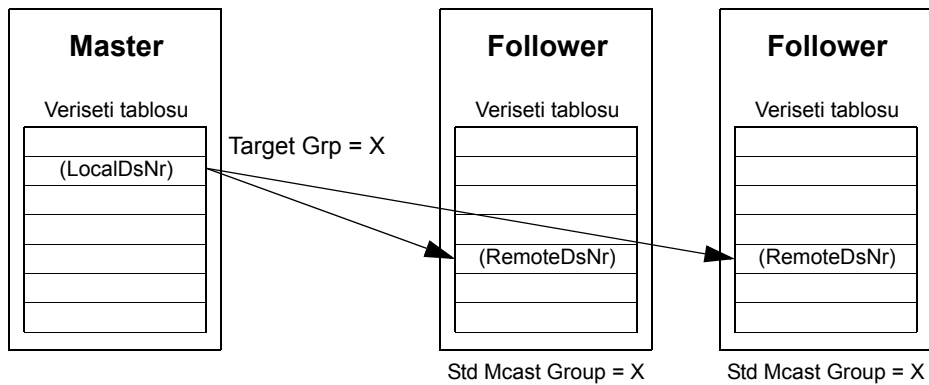 Master
Follower
Follower
Veriseti tablosu
Veriseti tablosu
Veriseti tablosu
Target Grp = X
(LocalDsNr)
(RemoteDsNr)
(RemoteDsNr)
Std Mcast Group = X
Std Mcast Group = X